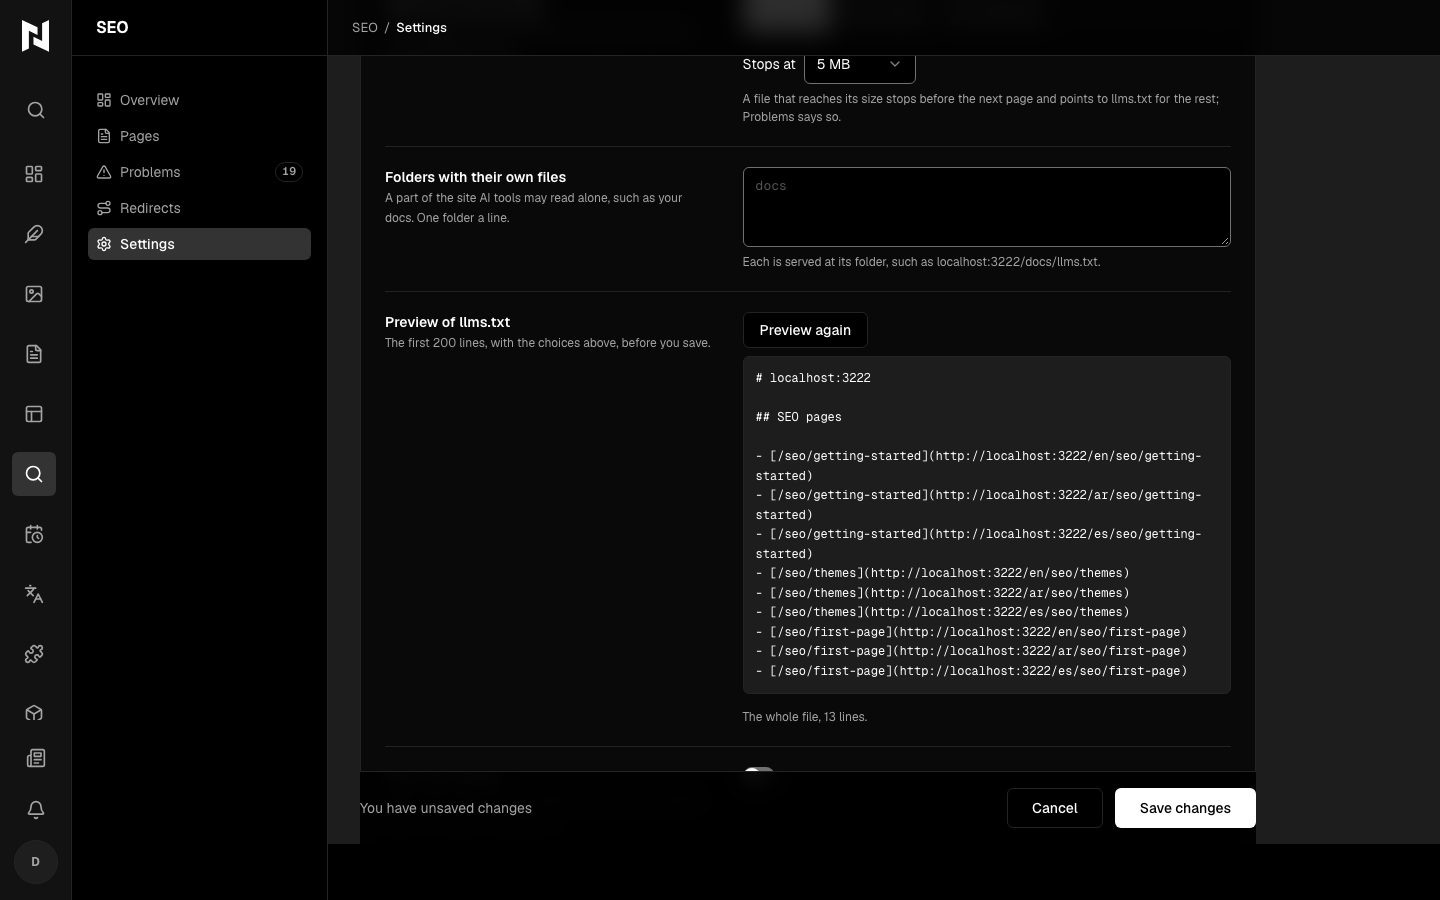 SEO
SEO / Settings
Overview
Pages
Problems 19
Redirects
Settings
Stops at 5 MB
A file that reaches its size stops before the next page and points to llms.txt for the rest;
Problems says so.
Folders with their own files
A part of the site AI tools may read alone, such as your
docs. One folder a line.
docs
Each is served at its folder, such as localhost:3222/docs/llms.txt.
Preview of llms.txt
The first 200 lines, with the choices above, before you save.
Preview again
# localhost:3222
## SEO pages
- [/seo/getting-started](http://localhost:3222/en/seo/getting-
started)
- [/seo/getting-started](http://localhost:3222/ar/seo/getting-
started)
- [/seo/getting-started](http://localhost:3222/es/seo/getting-
started)
- [/seo/themes](http://localhost:3222/en/seo/themes)
- [/seo/themes](http://localhost:3222/ar/seo/themes)
- [/seo/themes](http://localhost:3222/es/seo/themes)
- [/seo/first-page](http://localhost:3222/en/seo/first-page)
- [/seo/first-page](http://localhost:3222/ar/seo/first-page)
- [/seo/first-page](http://localhost:3222/es/seo/first-page)
The whole file, 13 lines.
You have unsaved changes
Cancel
Save changes
D